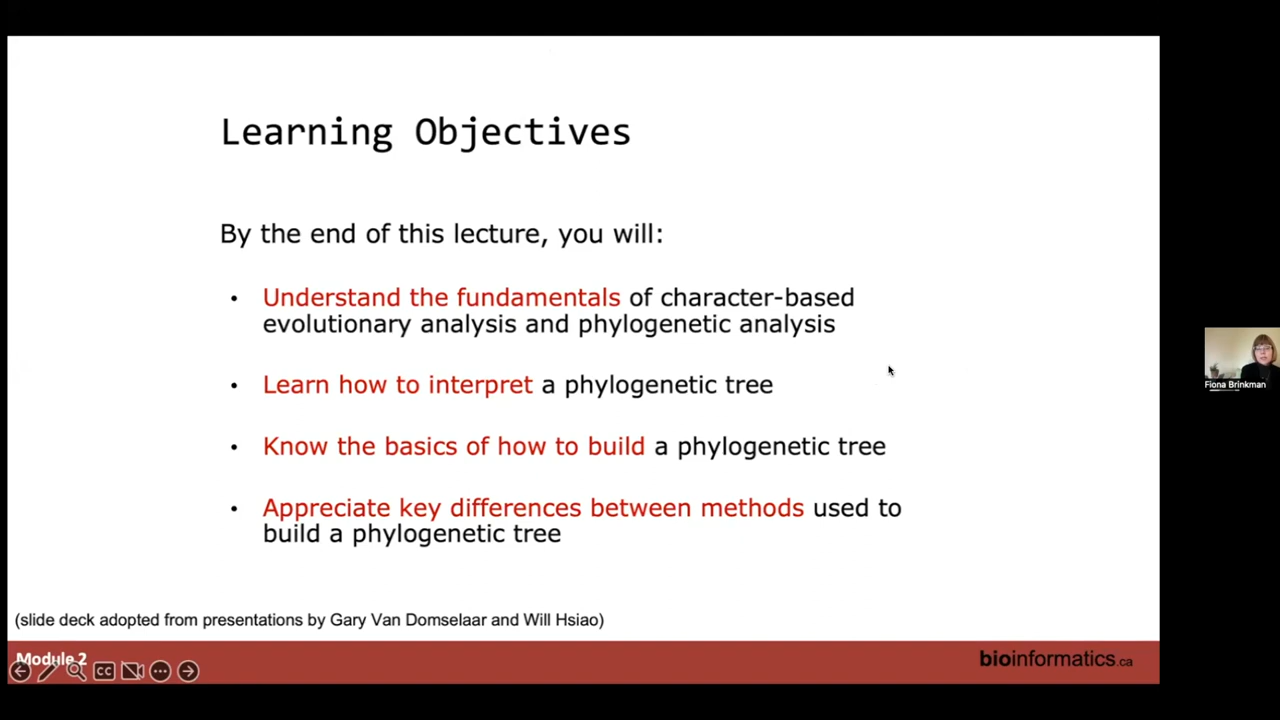 Learning Objectives
By the end of this lecture, you will:
• Understand the fundamentals of character-based
evolutionary analysis and phylogenetic analysis
• Learn how to interpret a phylogenetic tree
• Know the basics of how to build a phylogenetic tree
• Appreciate key differences between methods used to
build a phylogenetic tree
(slide deck adopted from presentations by Gary Van Domselaar and Will Hsiao)
Module 2
bioinformatics.ca
CC
Fiona Brinkman